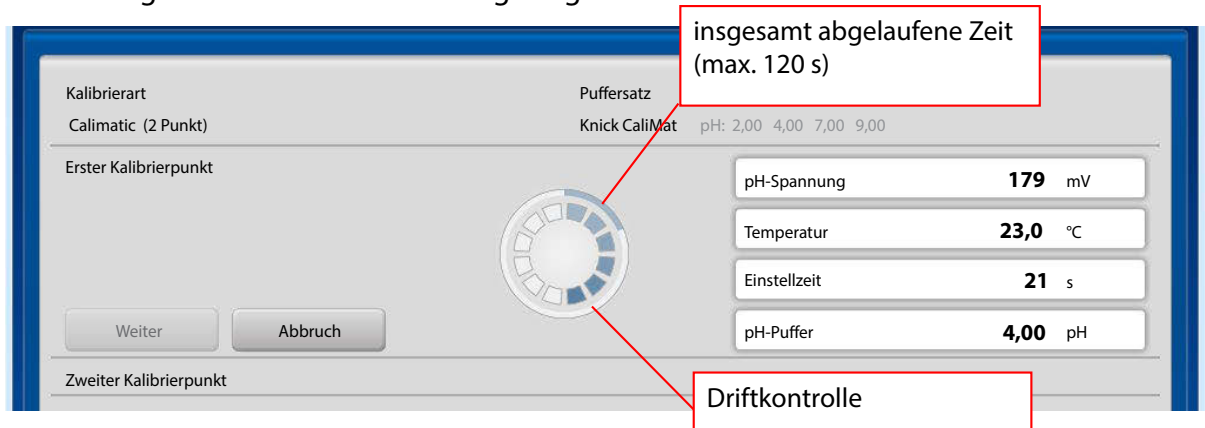 insgesamt abgelaufene Zeit
(max. 120 s)
Kalibrierart
Puffersatz
Calimatic (2 Punkt)
Knick CaliMat pH: 2,00 4,00 7,00 9,00
Erster Kalibrierpunkt
pH-Spannung 179 mV
Temperatur 23,0 °C
Einstellzeit 21 s
pH-Puffer 4,00 pH
Weiter
Abbruch
Zweiter Kalibrierpunkt
Driftkontrolle